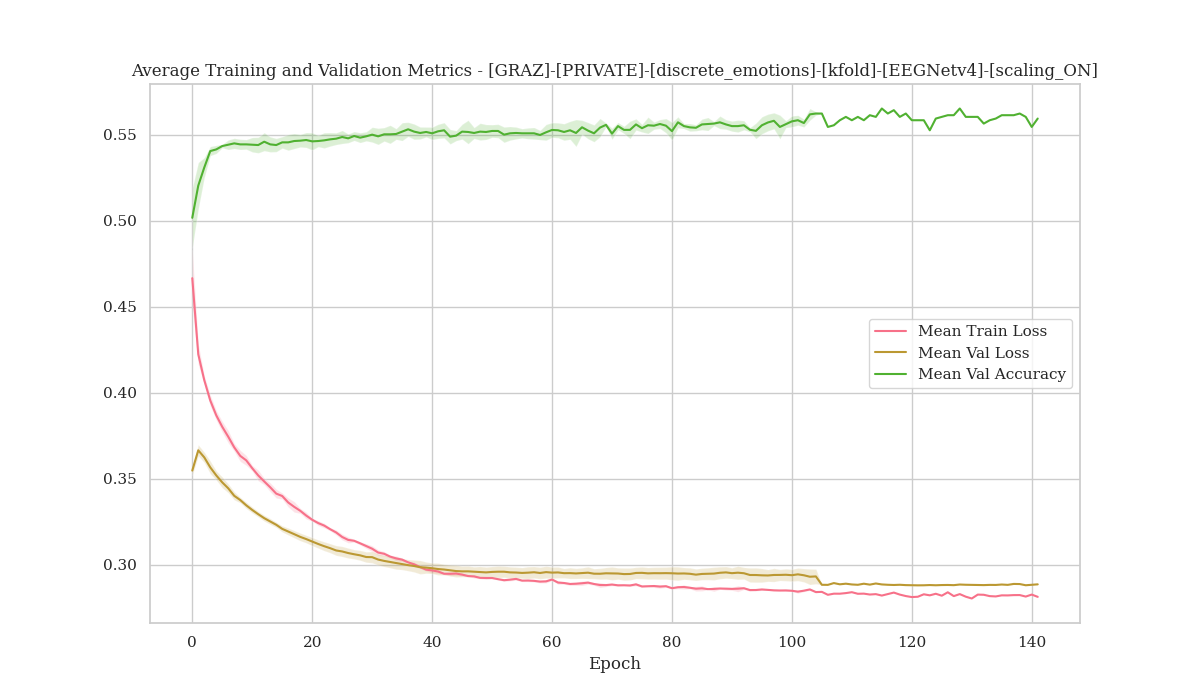 Average Training and Validation Metrics - [GRAZ]-[PRIVATE]-[discrete_emotions]-[kfold]-[EEGNetv4]-[scaling_ON]
0.55
0.50
0.45
0.40
0.35
0.30
Mean Train Loss
Mean Val Loss
Mean Val Accuracy
0 20 40 60 80 100 120 140
Epoch